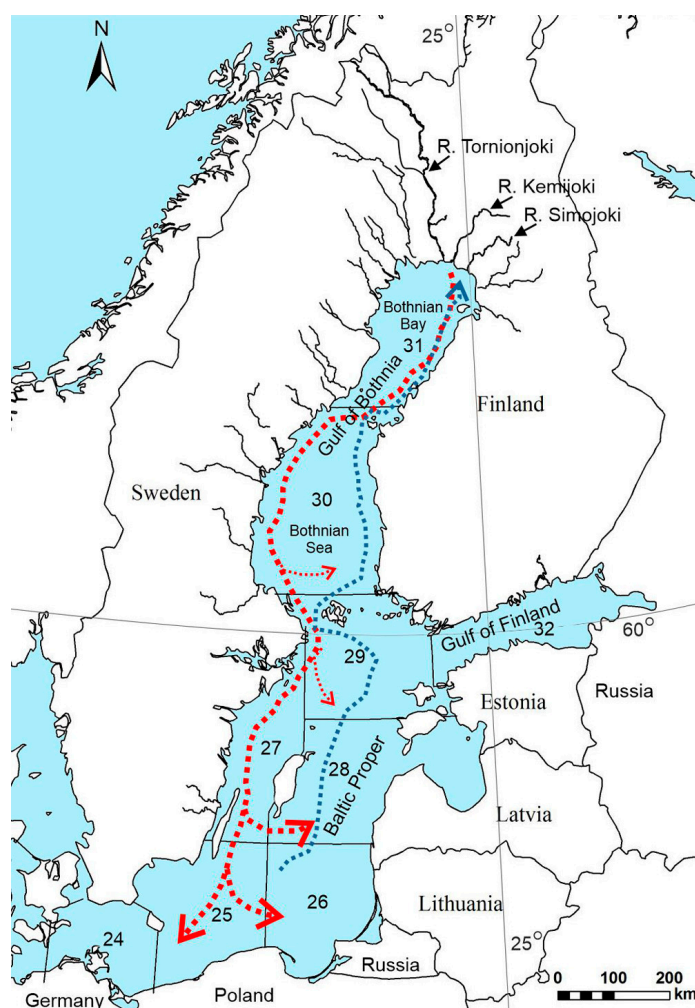 N
25°
R. Tornionjoki
R. Kemijoki
R. Simojoki
Bothnian
Bay
31
Gulf of Bothnia
Finland
Sweden
30
Bothnian
Sea
Gulf of Finland
32
60°
29
Estonia
Russia
27
28
Baltic Proper
Latvia
Lithuania
26
25
24
25°
Russia
Germany
Poland
0 100 200
km